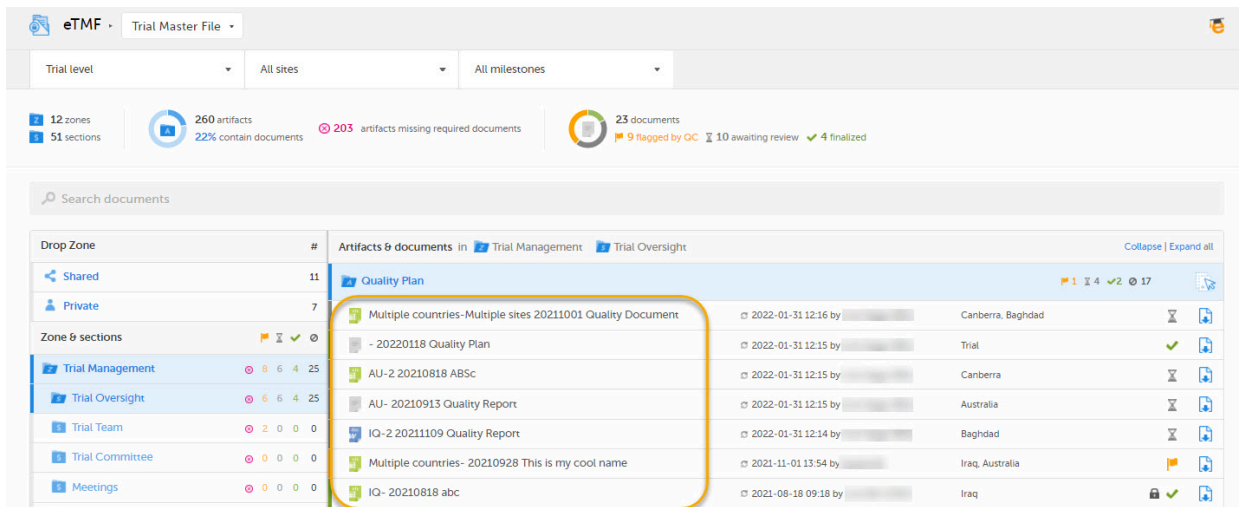 eTMF Trial Master File
Trial level All sites All milestones
12 zones 260 artifacts 203 artifacts missing required documents 23 documents
51 sections 22% contain documents 9 flagged by QC 10 awaiting review 4 finalized
Search documents
Drop Zone # Artifacts & documents in Trial Management Trial Oversight Collapse | Expand all
Shared 11 Quality Plan 1 4 2 17
Private 7 Multiple countries-Multiple sites 20211001 Quality Document 2022-01-31 12:16 by Canberra, Baghdad
Zone & sections - 20220118 Quality Plan 2022-01-31 12:15 by Trial
Trial Management 8 6 4 25 AU-2 20210818 ABSc 2022-01-31 12:15 by Canberra
Trial Oversight 6 6 4 25 AU- 20210913 Quality Report 2022-01-31 12:15 by Australia
Trial Team 2 0 0 0 IQ-2 20211109 Quality Report 2022-01-31 12:14 by Baghdad
Trial Committee 0 0 0 0 Multiple countries- 20210928 This is my cool name 2021-11-01 13:54 by Iraq, Australia
Meetings 0 0 0 0 IQ- 20210818 abc 2021-08-18 09:18 by Iraq